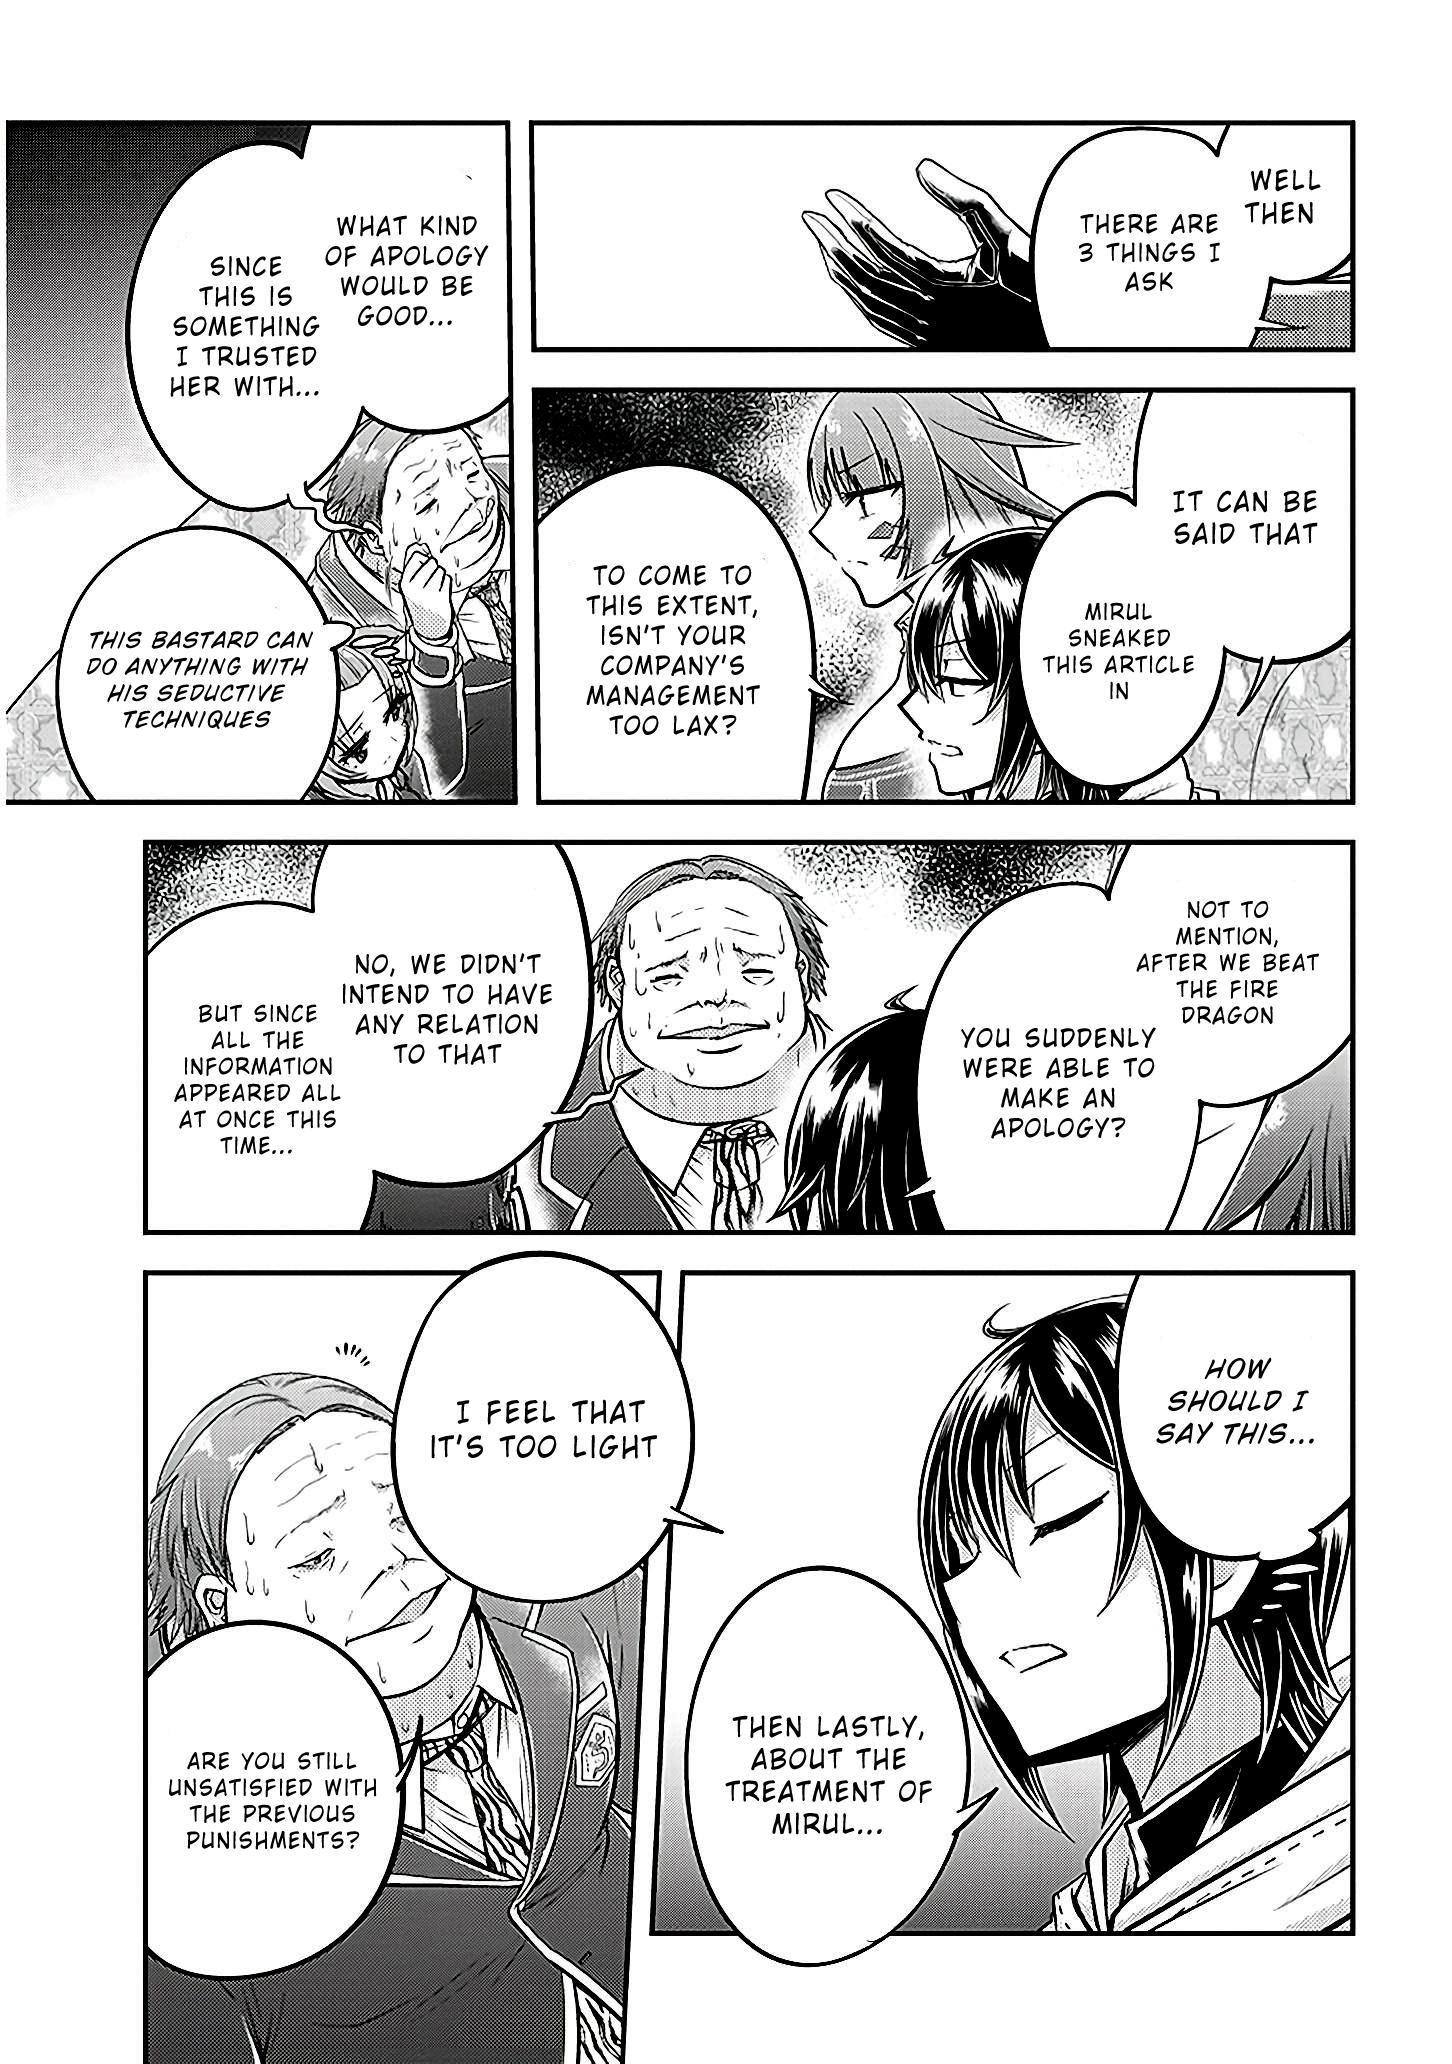 WELL
THEN
THERE ARE
3 THINGS I
ASK
IT CAN BE
SAID THAT
MIRUL
SNEAKED
THIS ARTICLE
IN
TO COME TO
THIS EXTENT,
ISN'T YOUR
COMPANY'S
MANAGEMENT
TOO LAX?
WHAT KIND
OF APOLOGY
WOULD BE
GOOD...
SINCE
THIS IS
SOMETHING
I TRUSTED
HER WITH...
THIS BASTARD CAN
DO ANYTHING WITH
HIS SEDUCTIVE
TECHNIQUES
NOT TO
MENTION,
AFTER WE BEAT
THE FIRE
DRAGON
YOU SUDDENLY
WERE ABLE TO
MAKE AN
APOLOGY?
NO, WE DIDN'T
INTEND TO HAVE
ANY RELATION
TO THAT
BUT SINCE
ALL THE
INFORMATION
APPEARED ALL
AT ONCE THIS
TIME...
HOW
SHOULD I
SAY THIS...
THEN LASTLY,
ABOUT THE
TREATMENT OF
MIRUL...
I FEEL THAT
IT'S TOO LIGHT
ARE YOU STILL
UNSATISFIED WITH
THE PREVIOUS
PUNISHMENTS?